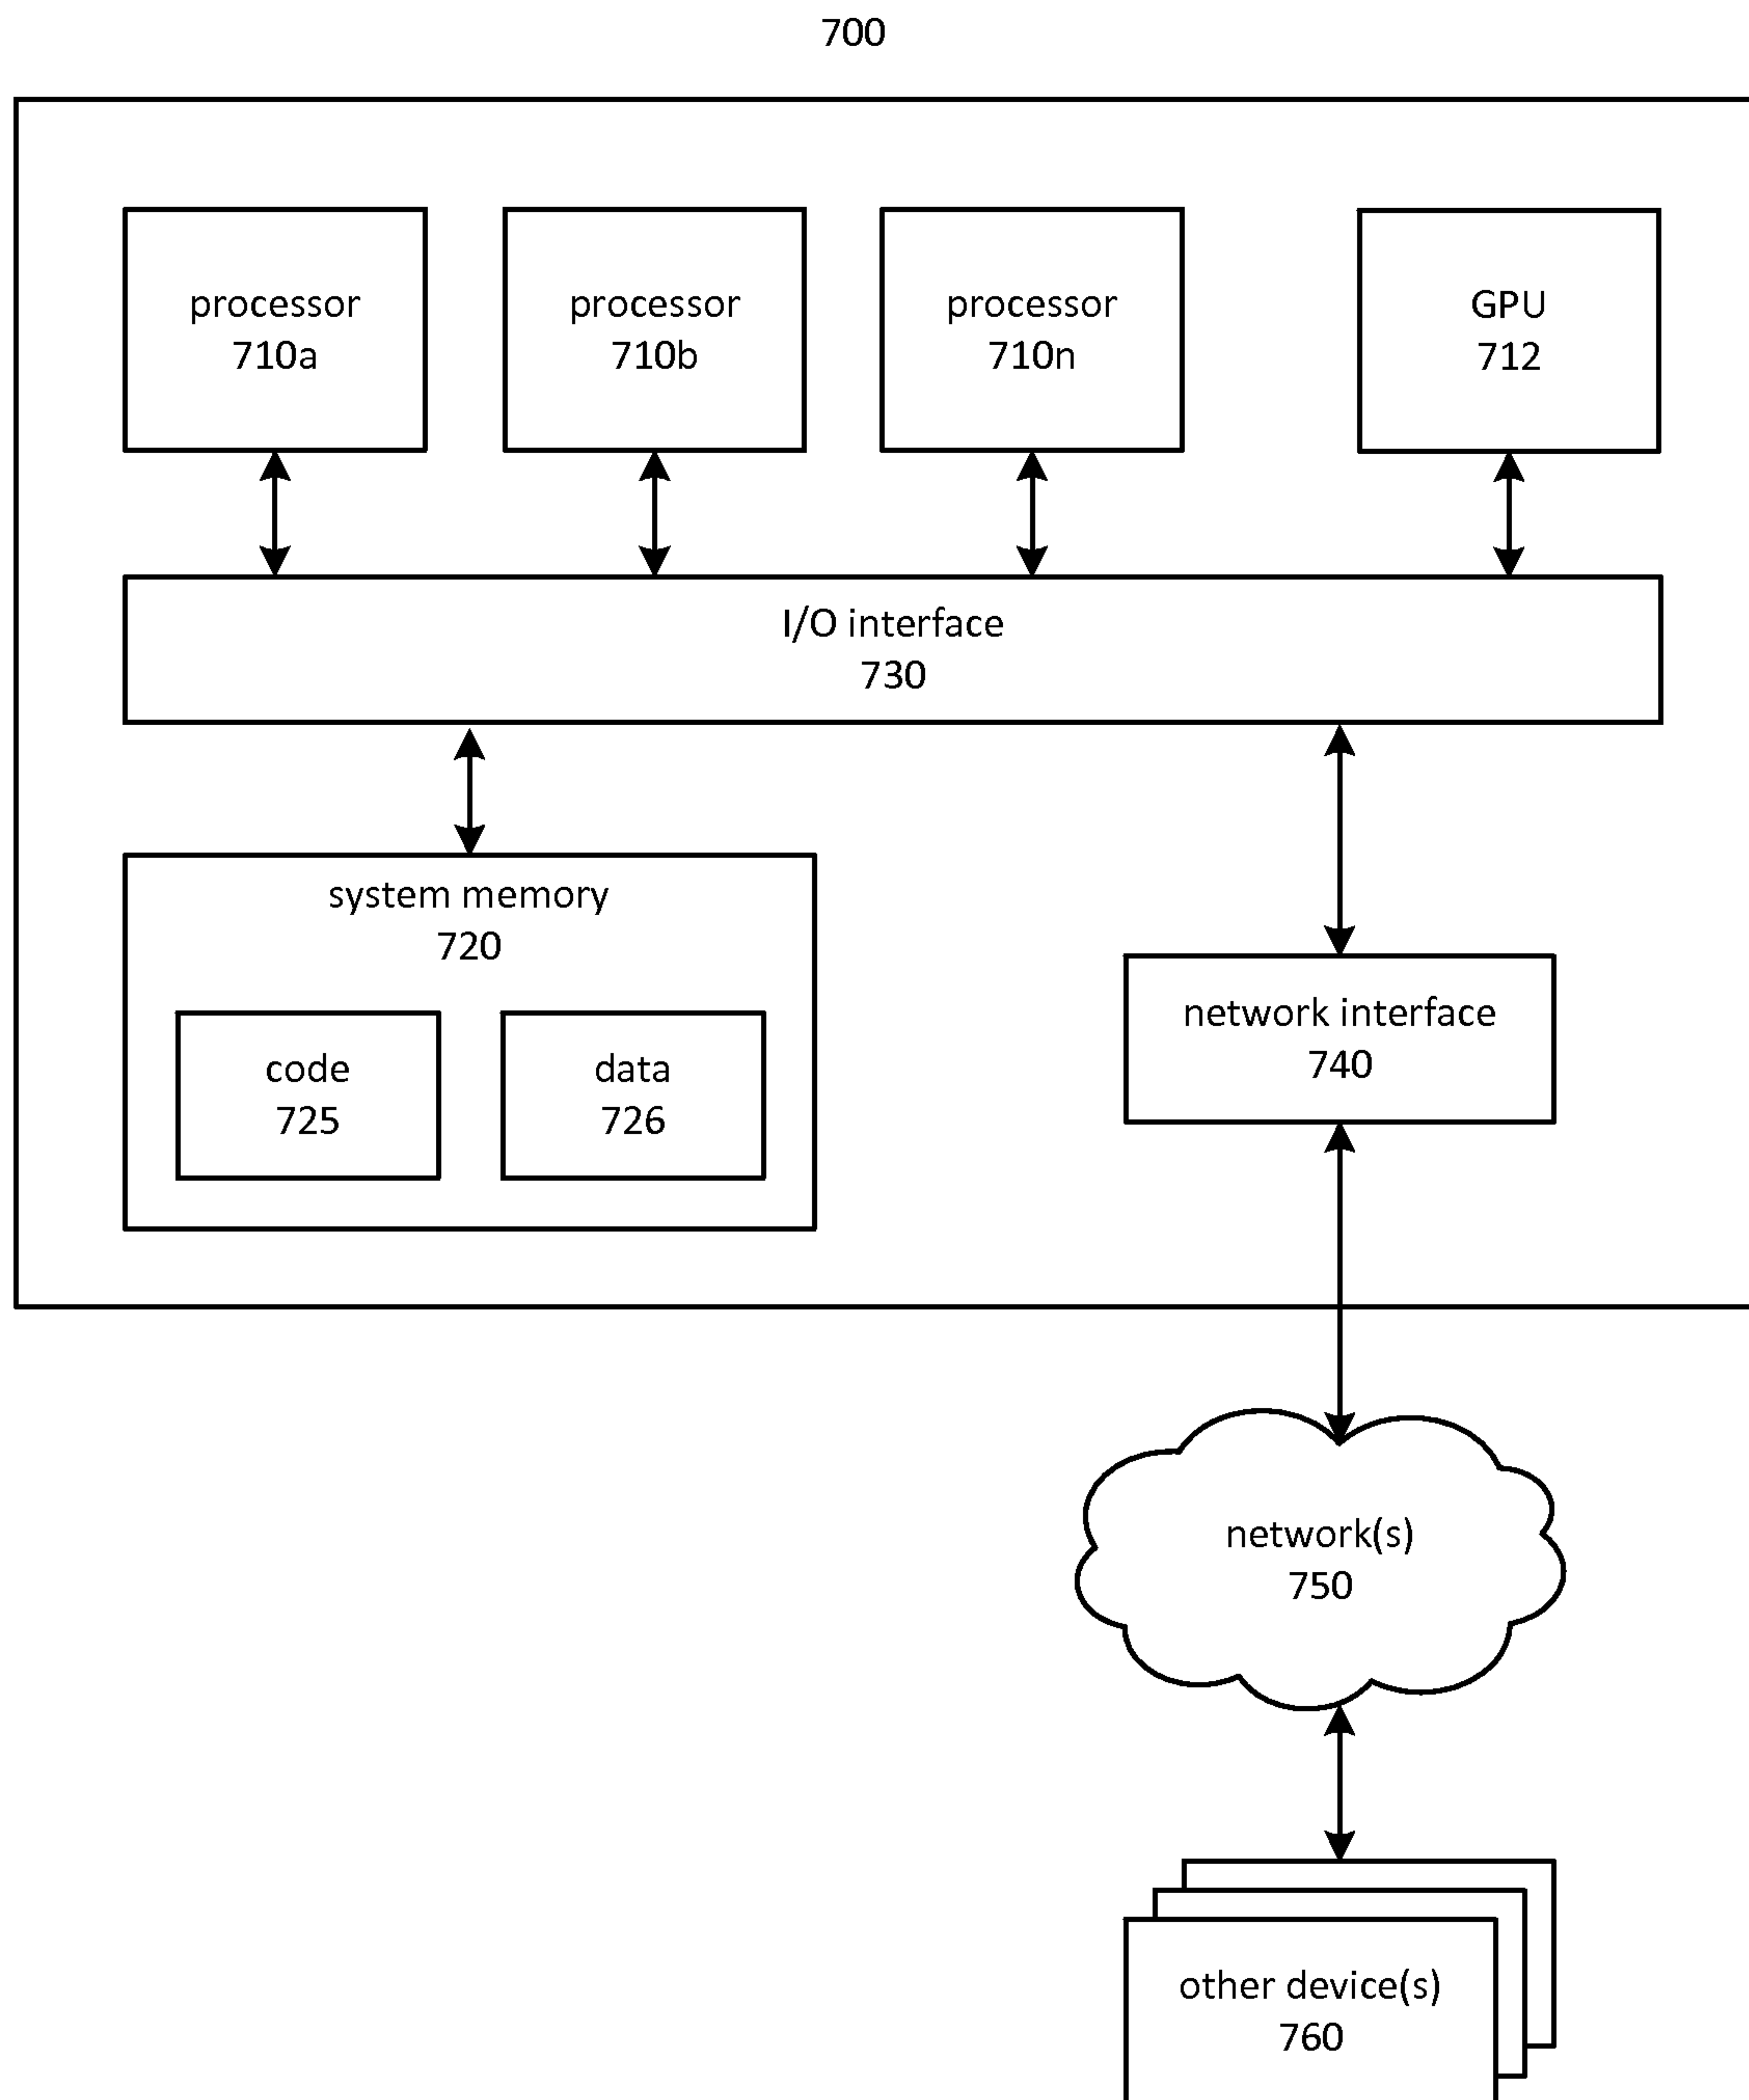 700
processor
710a
processor
710b
processor
710n
GPU
712
I/O interface
730
system memory
720
code
725
data
726
network interface
740
network(s)
750
other device(s)
760